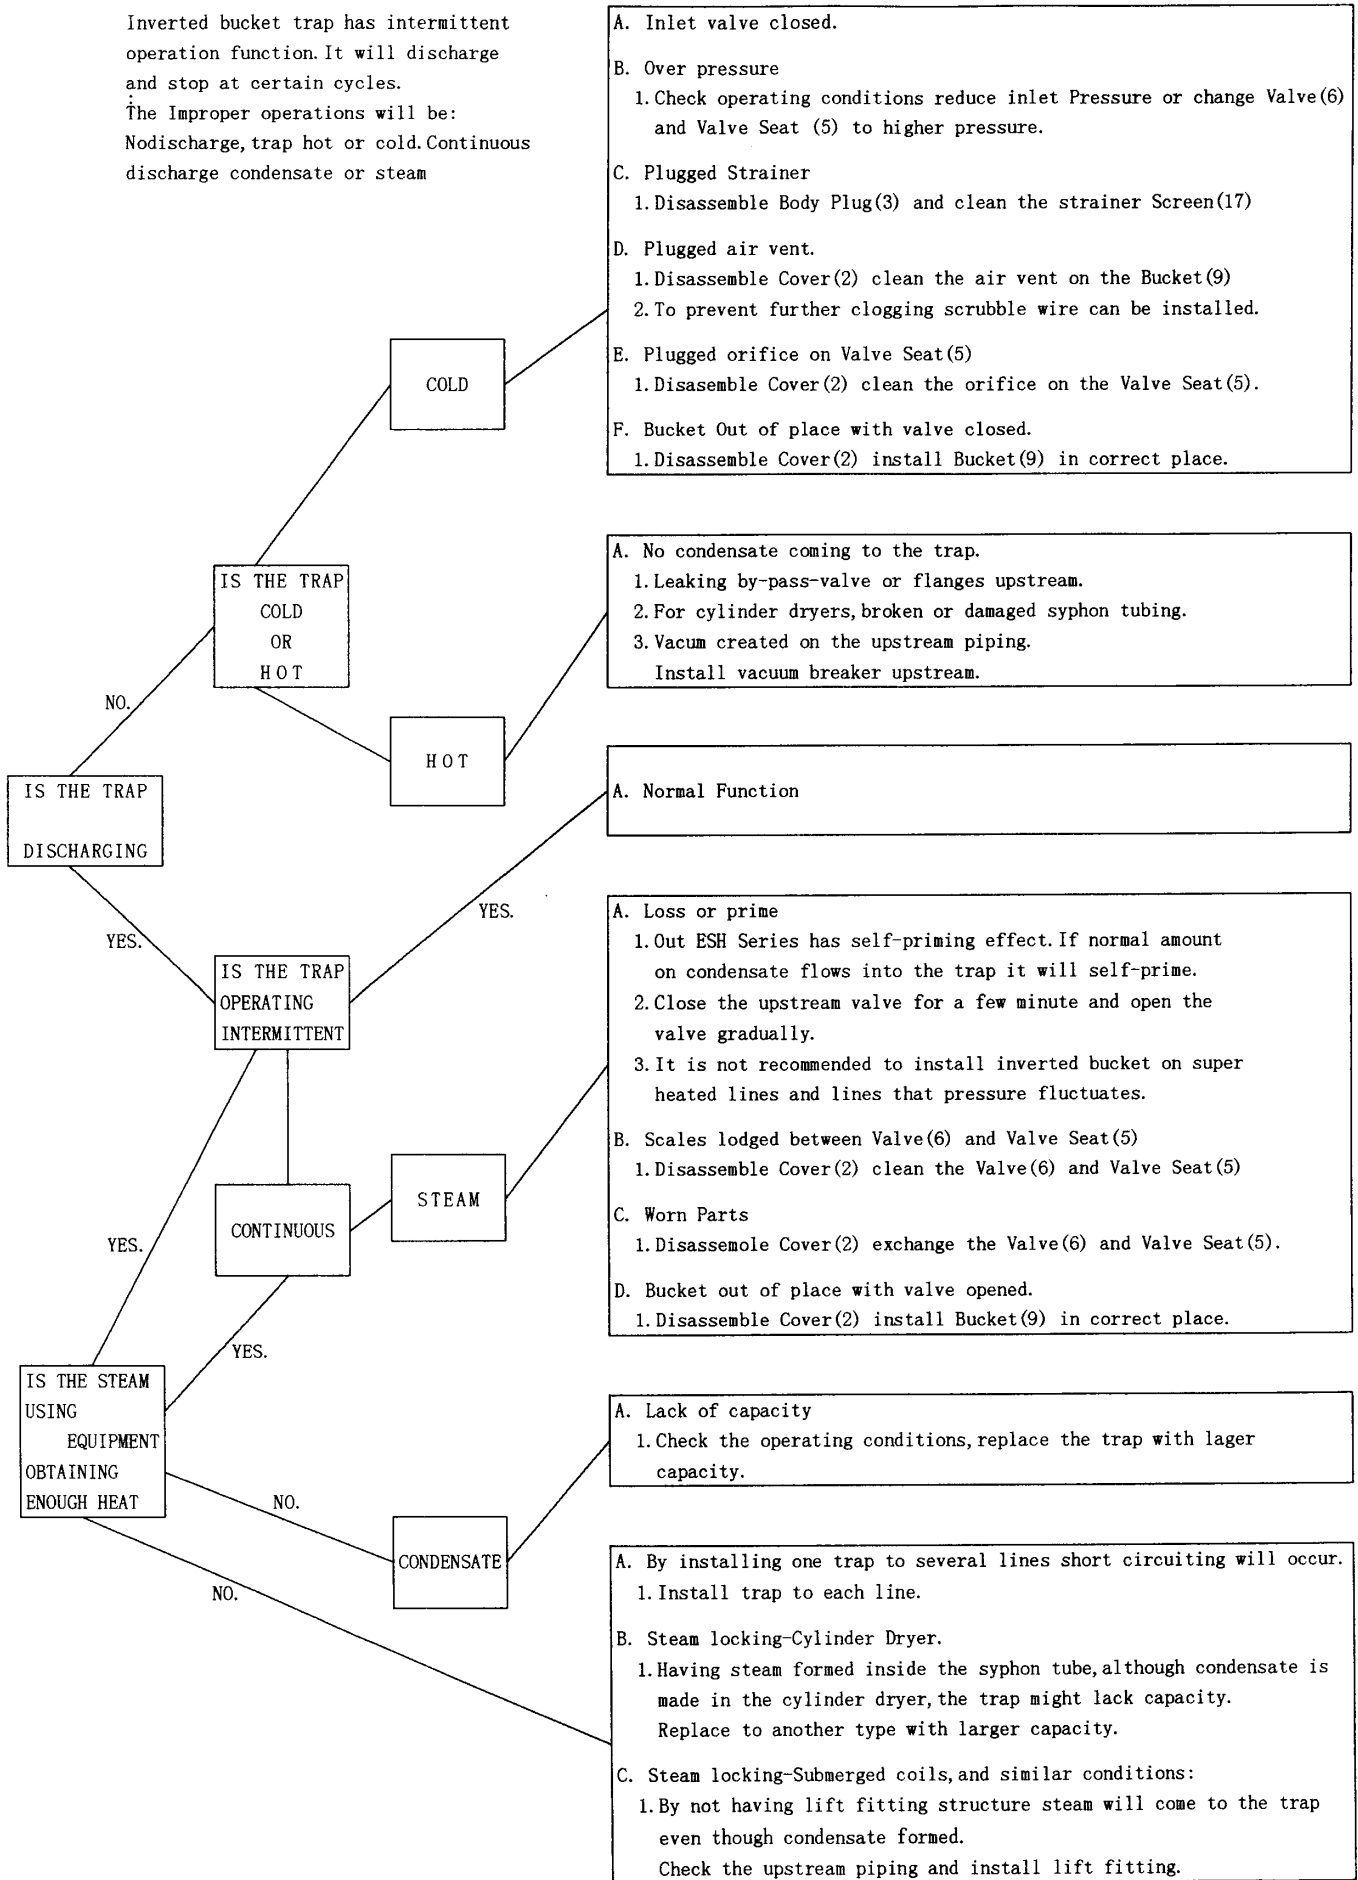 Inverted bucket trap has intermittent
operation function. It will discharge
and stop at certain cycles.
The Improper operations will be:
Nodischarge, trap hot or cold. Continuous
discharge condensate or steam
A. Inlet valve closed.
B. Over pressure
1. Check operating conditions reduce inlet Pressure or change Valve(6)
and Valve Seat (5) to higher pressure.
C. Plugged Strainer
1. Disassemble Body Plug(3) and clean the strainer Screen(17)
D. Plugged air vent.
1. Disassemble Cover(2) clean the air vent on the Bucket(9)
2. To prevent further clogging scrubble wire can be installed.
E. Plugged orifice on Valve Seat(5)
1. Disasemble Cover(2) clean the orifice on the Valve Seat(5).
F. Bucket Out of place with valve closed.
1. Disassemble Cover(2) install Bucket(9) in correct place.
COLD
IS THE TRAP
COLD
OR
HOT
A. No condensate coming to the trap.
1. Leaking by-pass-valve or flanges upstream.
2. For cylinder dryers, broken or damaged syphon tubing.
3. Vacum created on the upstream piping.
Install vacuum breaker upstream.
NO.
HOT
IS THE TRAP
DISCHARGING
A. Normal Function
YES.
YES.
IS THE TRAP
OPERATING
INTERMITTENT
A. Loss or prime
1. Out ESH Series has self-priming effect. If normal amount
on condensate flows into the trap it will self-prime.
2. Close the upstream valve for a few minute and open the
valve gradually.
3. It is not recommended to install inverted bucket on super
heated lines and lines that pressure fluctuates.
B. Scales lodged between Valve(6) and Valve Seat(5)
1. Disassemble Cover(2) clean the Valve(6) and Valve Seat(5)
C. Worn Parts
1. Disassemole Cover(2) exchange the Valve(6) and Valve Seat(5).
D. Bucket out of place with valve opened.
1. Disassemble Cover(2) install Bucket(9) in correct place.
STEAM
CONTINUOUS
YES.
YES.
IS THE STEAM
USING
EQUIPMENT
OBTAINING
ENOUGH HEAT
A. Lack of capacity
1. Check the operating conditions, replace the trap with lager
capacity.
NO.
CONDENSATE
NO.
A. By installing one trap to several lines short circuiting will occur.
1. Install trap to each line.
B. Steam locking-Cylinder Dryer.
1. Having steam formed inside the syphon tube, although condensate is
made in the cylinder dryer, the trap might lack capacity.
Replace to another type with larger capacity.
C. Steam locking-Submerged coils, and similar conditions:
1. By not having lift fitting structure steam will come to the trap
even though condensate formed.
Check the upstream piping and install lift fitting.